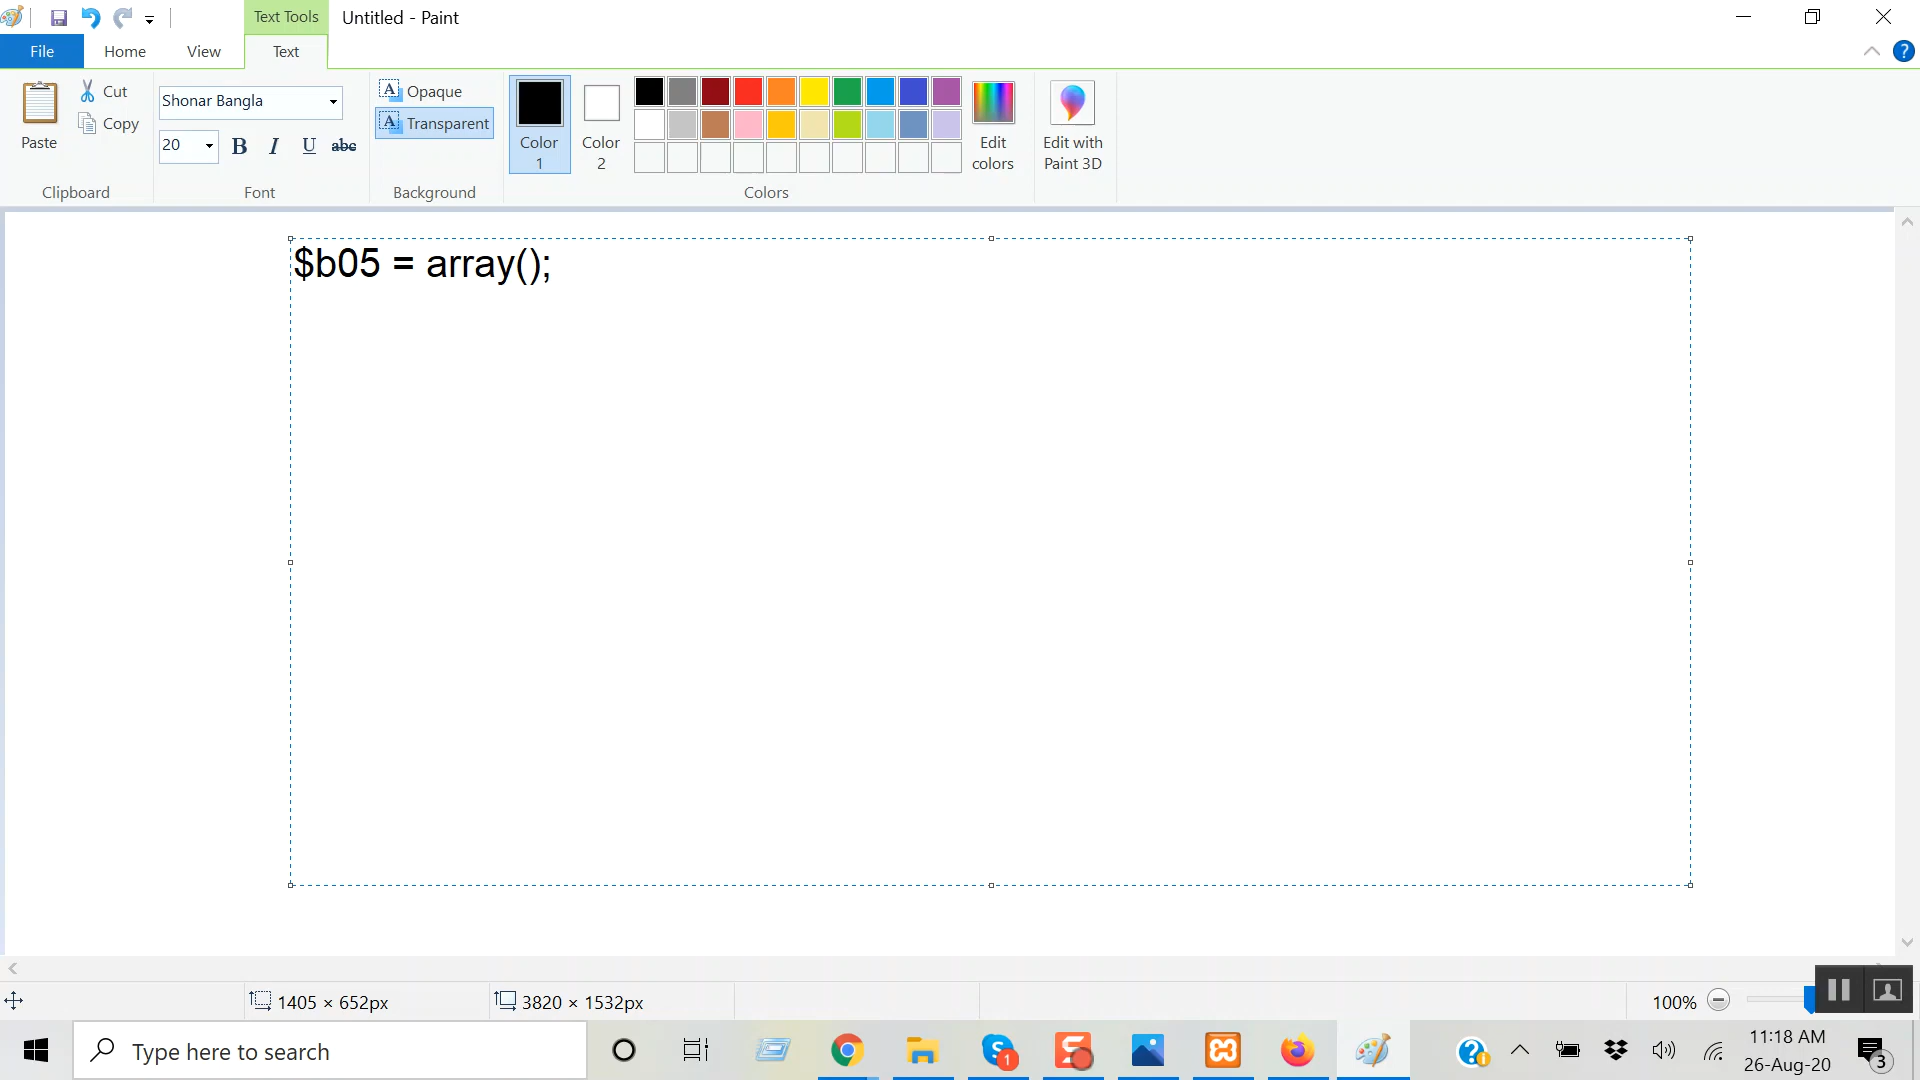 Text Tools
Untitled - Paint
File
Home
View
Text
?
Paste
Cut
Copy
Clipboard
Shonar Bangla
20
B
I
U
abc
Font
A Opaque
A Transparent
Background
Color
1
Color
2
Colors
Edit
colors
Edit with
Paint 3D
$b05 = array();
1405 × 652px
3820 × 1532px
100%
Type here to search
1
S
?
11:18 AM
26-Aug-20
3